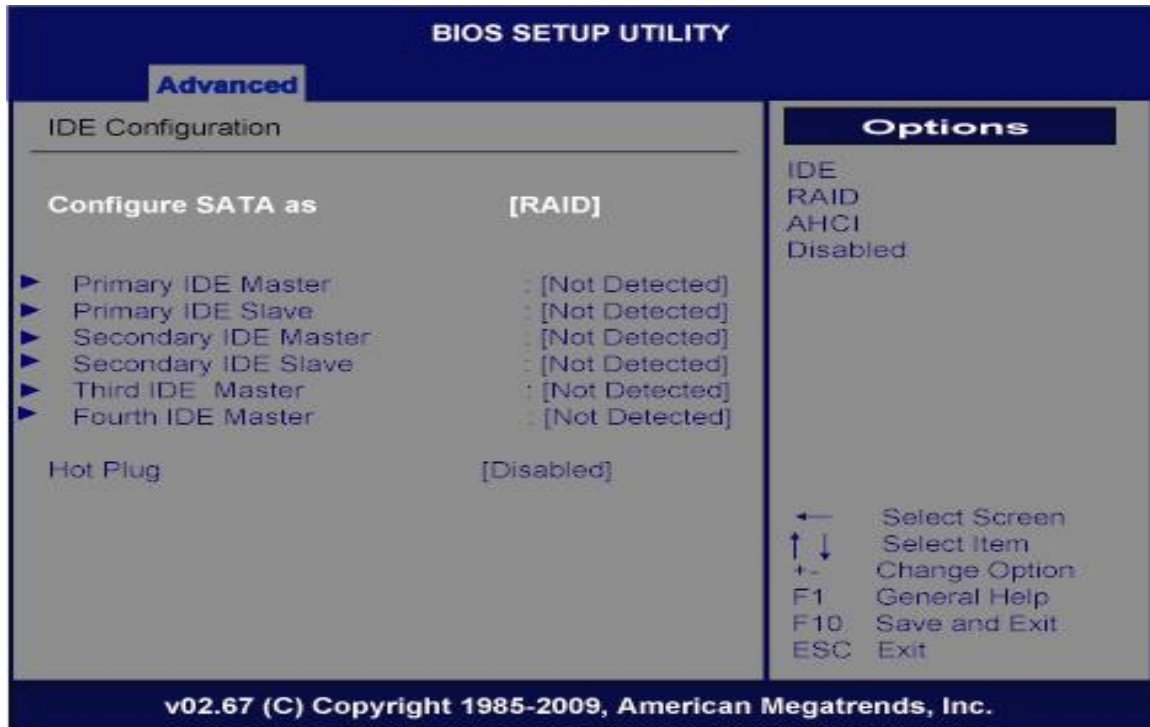 BIOS SETUP UTILITY
Advanced
IDE Configuration
Configure SATA as [RAID]
Primary IDE Master : [Not Detected]
Primary IDE Slave : [Not Detected]
Secondary IDE Master : [Not Detected]
Secondary IDE Slave : [Not Detected]
Third IDE Master : [Not Detected]
Fourth IDE Master : [Not Detected]
Hot Plug [Disabled]
Options
IDE
RAID
AHCI
Disabled
← Select Screen
↑ ↓ Select Item
+- Change Option
F1 General Help
F10 Save and Exit
ESC Exit
v02.67 (C) Copyright 1985-2009, American Megatrends, Inc.